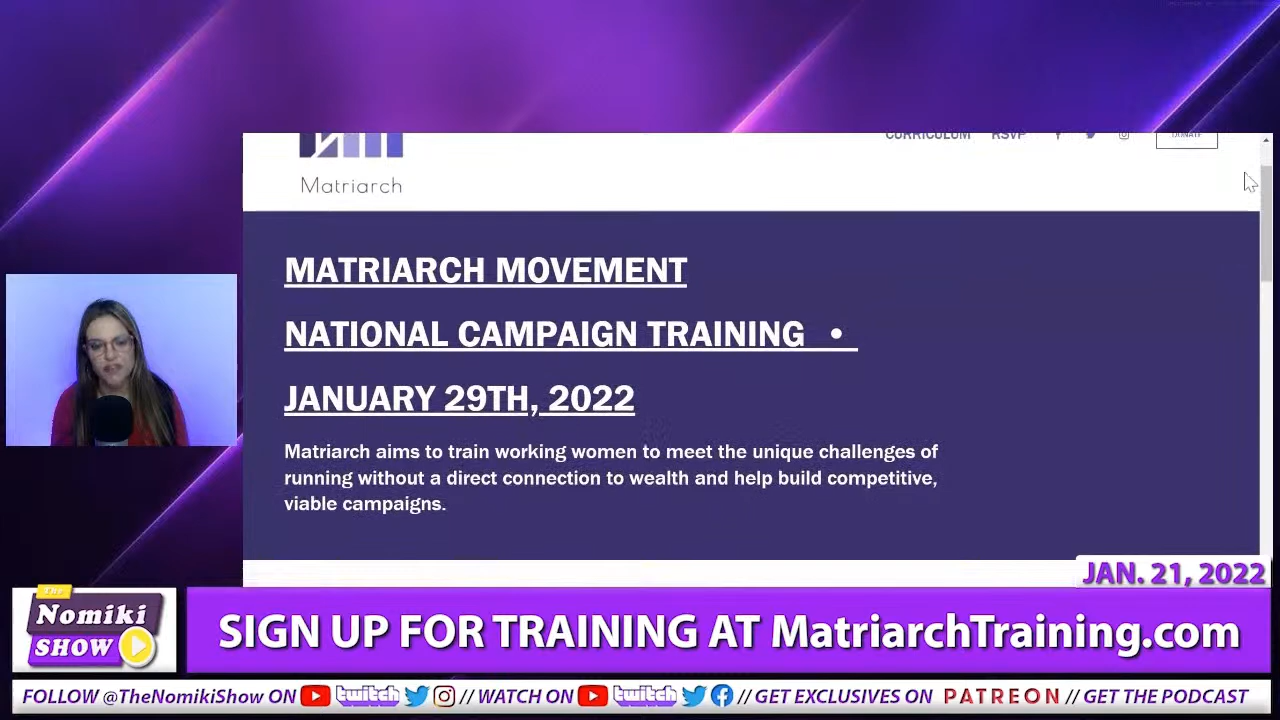 CURRICULUM RSVP DONATE
Matriarch
MATRIARCH MOVEMENT
NATIONAL CAMPAIGN TRAINING •
JANUARY 29TH, 2022
Matriarch aims to train working women to meet the unique challenges of
running without a direct connection to wealth and help build competitive,
viable campaigns.
JAN. 21, 2022
The
Nomiki
SHOW
SIGN UP FOR TRAINING AT MatriarchTraining.com
FOLLOW @TheNomikiShow ON twitch // WATCH ON twitch // GET EXCLUSIVES ON PATREON // GET THE PODCAST